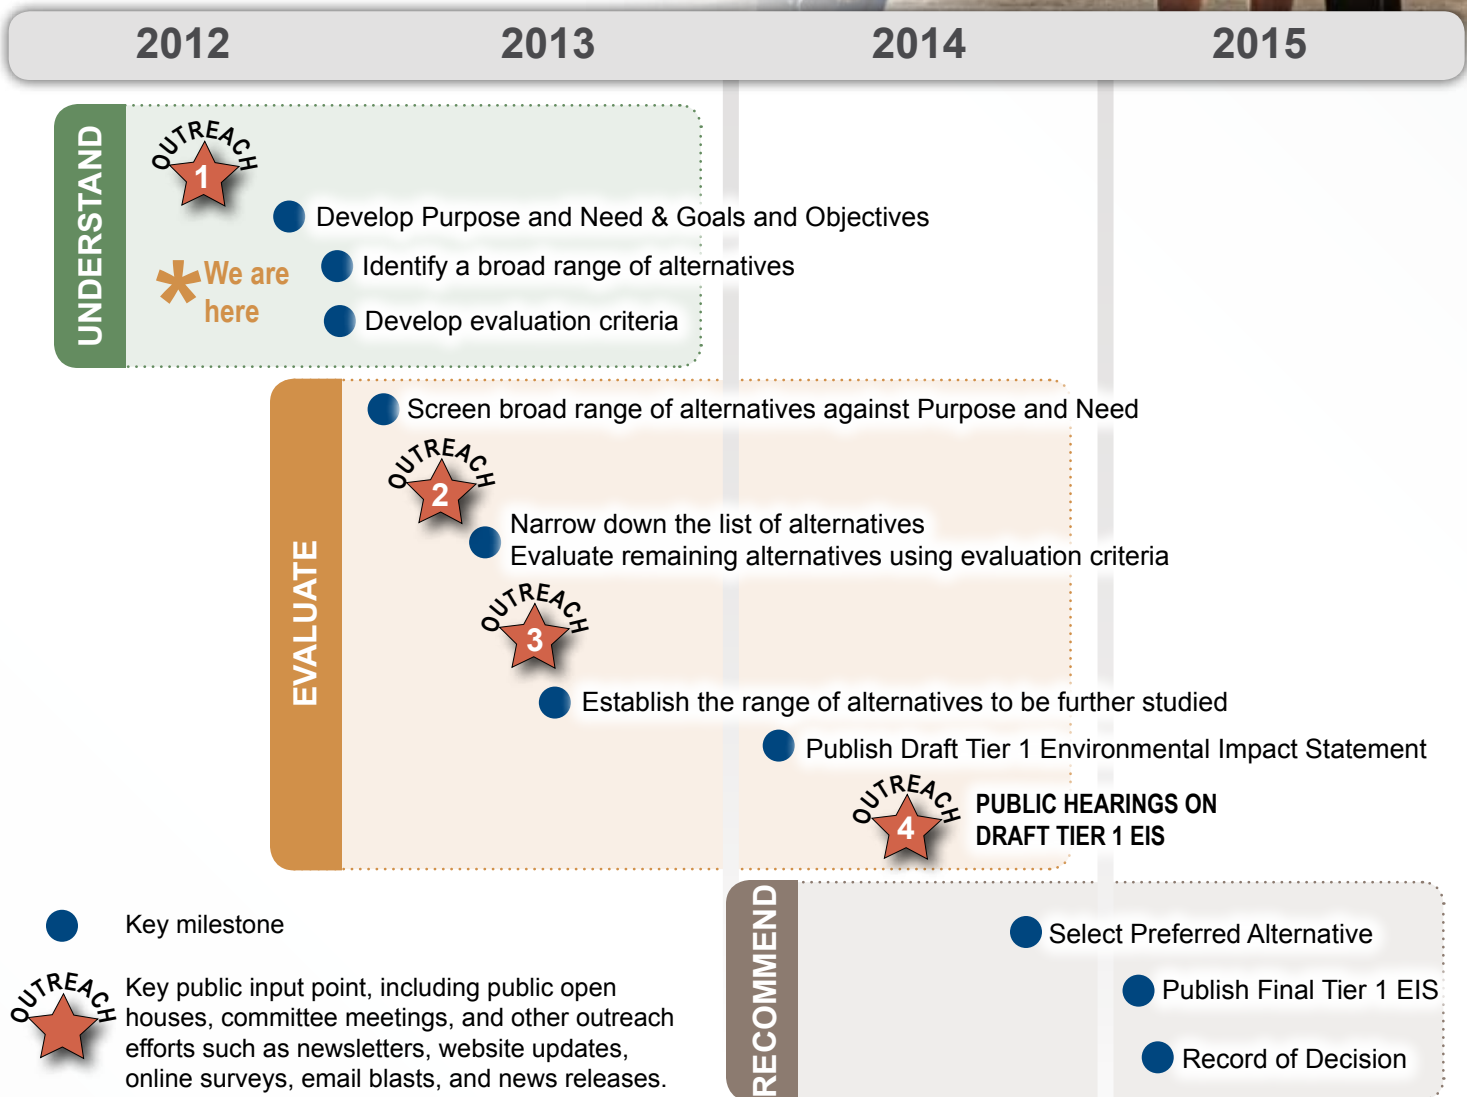 2012 2013 2014 2015
UNDERSTAND
OUTREACH
1
Develop Purpose and Need & Goals and Objectives
Identify a broad range of alternatives
*We are
here
Develop evaluation criteria
EVALUATE
Screen broad range of alternatives against Purpose and Need
OUTREACH
2
Narrow down the list of alternatives
Evaluate remaining alternatives using evaluation criteria
OUTREACH
3
Establish the range of alternatives to be further studied
Publish Draft Tier 1 Environmental Impact Statement
OUTREACH
4
PUBLIC HEARINGS ON
DRAFT TIER 1 EIS
RECOMMEND
Select Preferred Alternative
Publish Final Tier 1 EIS
Record of Decision
Key milestone
OUTREACH
Key public input point, including public open
houses, committee meetings, and other outreach
efforts such as newsletters, website updates,
online surveys, email blasts, and news releases.